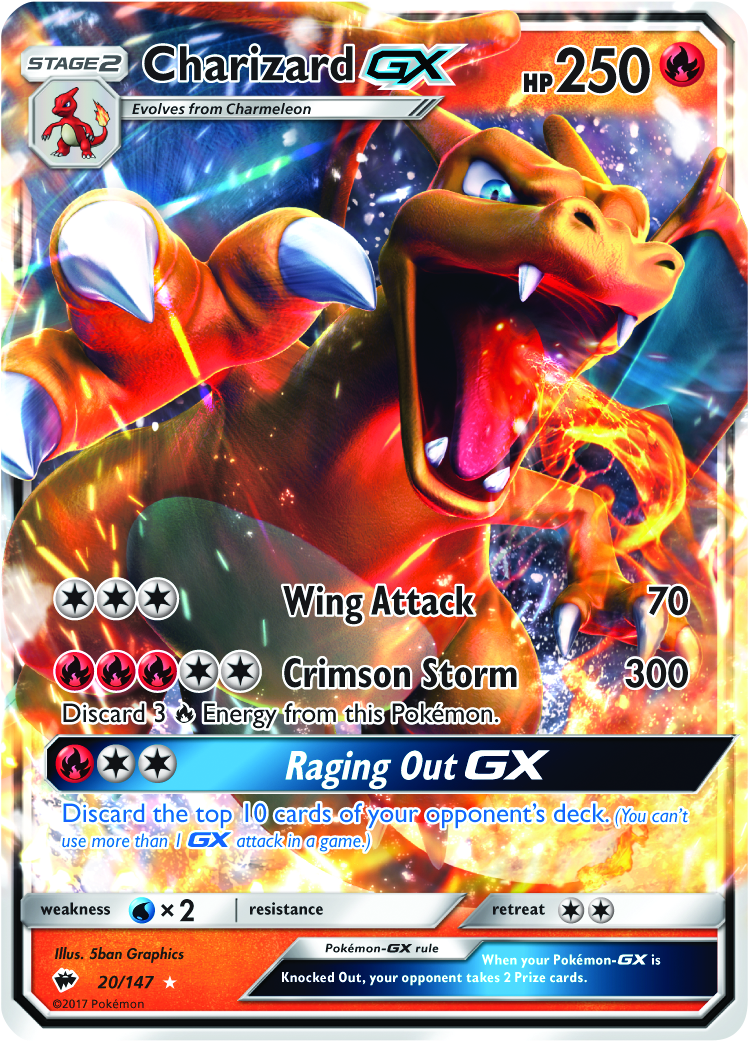 STAGE2
Charizard GX
HP 250
Evolves from Charmeleon
Wing Attack 70
Crimson Storm 300
Discard 3 Energy from this Pokémon.
Raging Out GX
Discard the top 10 cards of your opponent's deck. (You can't
use more than 1 GX attack in a game.)
weakness ×2 resistance retreat
Illus. 5ban Graphics
20/147
©2017 Pokémon
Pokémon-GX rule
When your Pokémon-GX is
Knocked Out, your opponent takes 2 Prize cards.